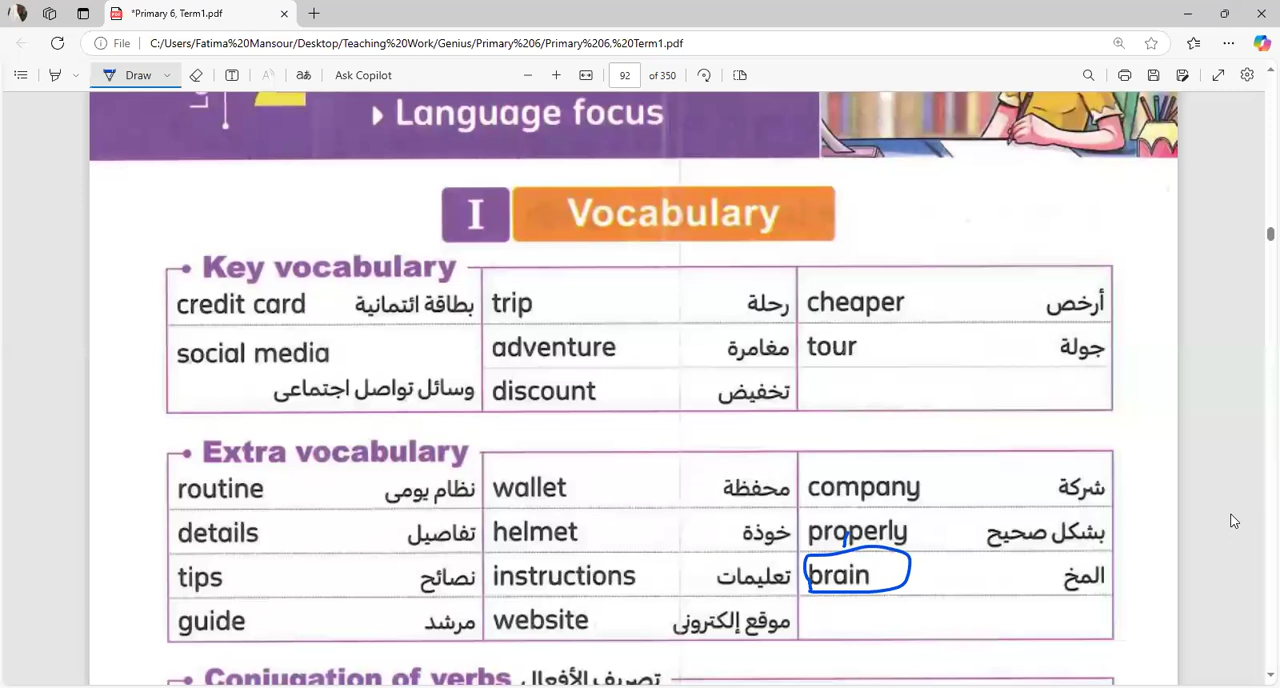 *Primary 6, Term1.pdf
File C:/Users/Fatima%20Mansour/Desktop/Teaching%20Work/Genius/Primary%206/Primary%206.%20Term1.pdf
Draw Ask Copilot 92 of 350
Language focus
I Vocabulary
Key vocabulary
credit card بطاقة ائتمانية trip رحلة cheaper أرخص
social media adventure مغامرة tour جولة
وسائل تواصل اجتماعى discount تخفيض
Extra vocabulary
routine نظام يومى wallet محفظة company شركة
details تفاصيل helmet خوذة properly بشكل صحيح
tips نصائح instructions تعليمات brain المخ
guide مرشد website موقع إلكترونى
Conjugation of verbs تصريف الأفعال